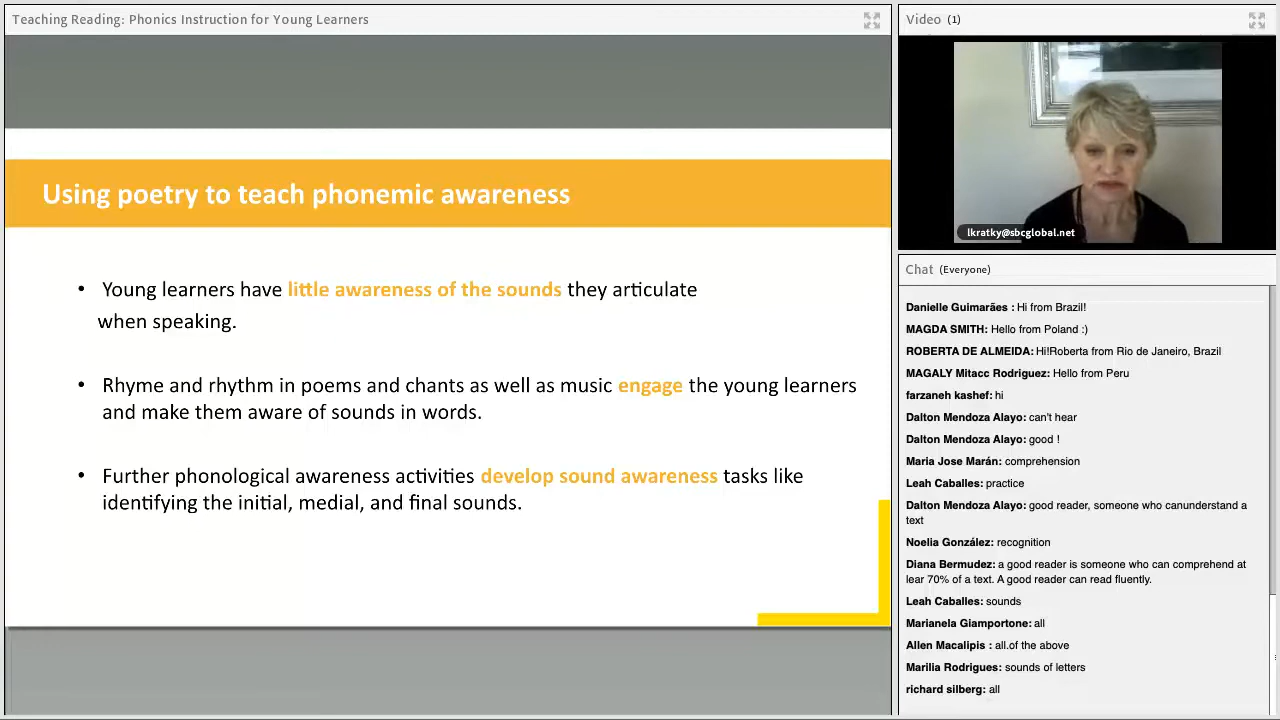 Teaching Reading: Phonics Instruction for Young Learners
Using poetry to teach phonemic awareness
• Young learners have little awareness of the sounds they articulate
when speaking.
• Rhyme and rhythm in poems and chants as well as music engage the young learners
and make them aware of sounds in words.
• Further phonological awareness activities develop sound awareness tasks like
identifying the initial, medial, and final sounds.
Video (1)
lkratky@sbcglobal.net
Chat (Everyone)
Danielle Guimarães : Hi from Brazil!
MAGDA SMITH: Hello from Poland :)
ROBERTA DE ALMEIDA: Hi!Roberta from Rio de Janeiro, Brazil
MAGALY Mitacc Rodriguez: Hello from Peru
farzaneh kashef: hi
Dalton Mendoza Alayo: can't hear
Dalton Mendoza Alayo: good !
Maria Jose Marán: comprehension
Leah Caballes: practice
Dalton Mendoza Alayo: good reader, someone who canunderstand a
text
Noelia González: recognition
Diana Bermudez: a good reader is someone who can comprehend at
lear 70% of a text. A good reader can read fluently.
Leah Caballes: sounds
Marianela Giamportone: all
Allen Macalipis : all.of the above
Marilia Rodrigues: sounds of letters
richard silberg: all